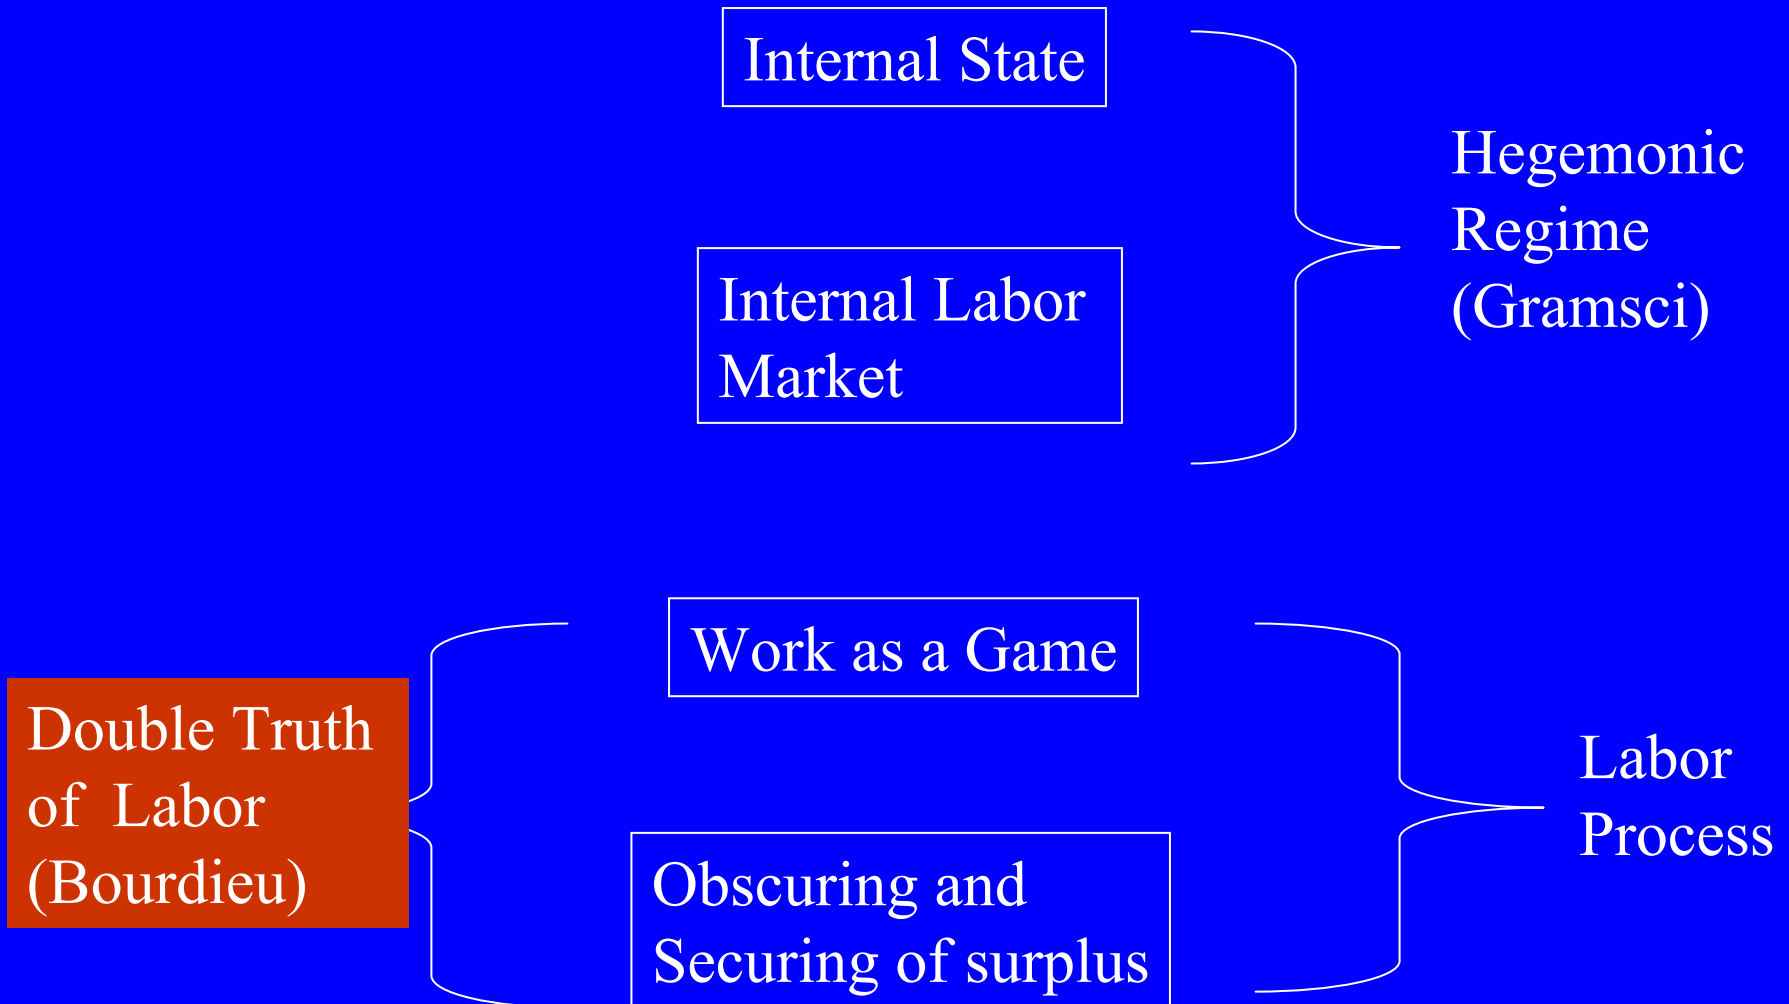 Internal State
Hegemonic
Regime
(Gramsci)
Internal Labor
Market
Work as a Game
Double Truth
of  Labor
(Bourdieu)
Labor
Process
Obscuring and
Securing of surplus